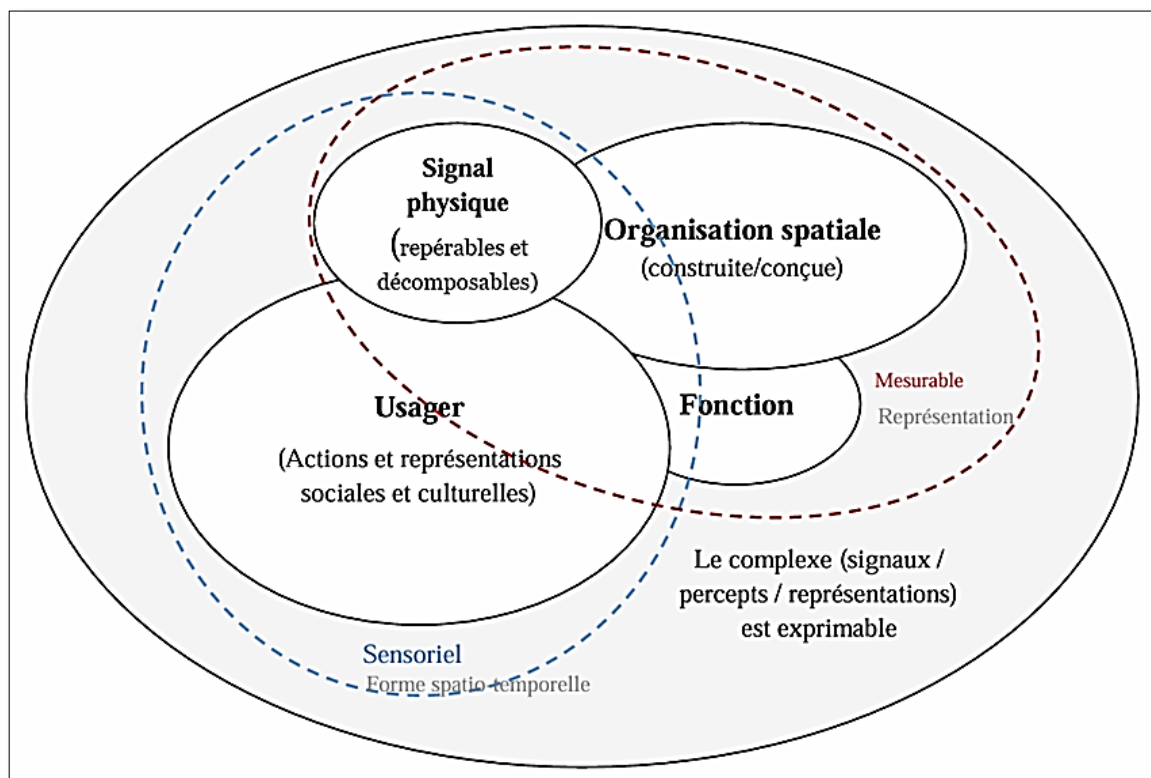 Signal
physique
(repérables et
décomposables)
Organisation spatiale
(construite/conçue)
Usager
(Actions et représentations
sociales et culturelles)
Fonction
Mesurable
Représentation
Le complexe (signaux /
percepts / représentations)
est exprimable
Sensoriel
Forme spatio-temporelle